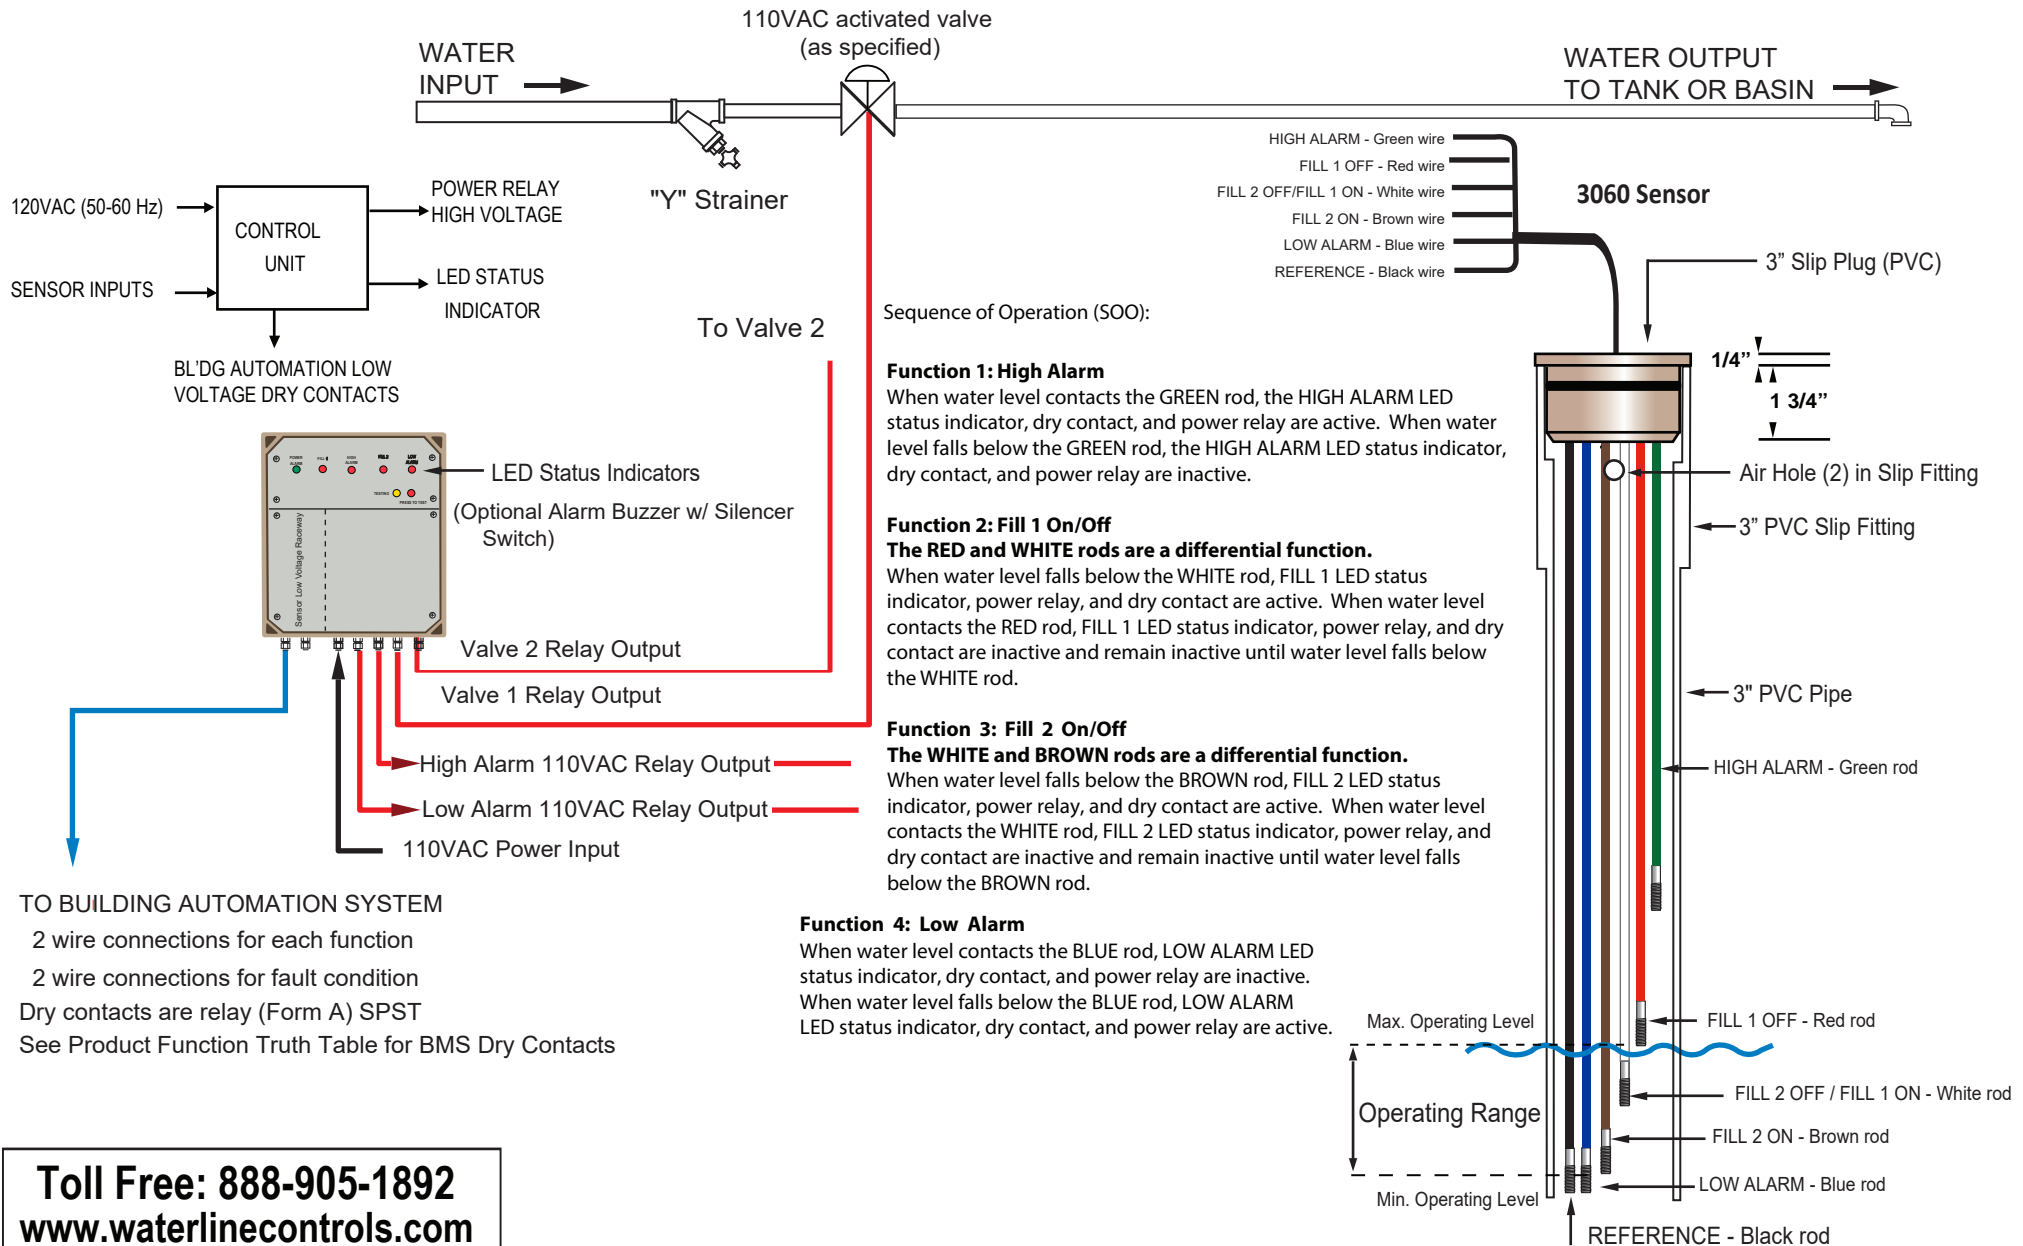 110VAC activated valve
(as specified)
WATER
INPUT
WATER OUTPUT
TO TANK OR BASIN
"Y" Strainer
120VAC (50-60 Hz)
SENSOR INPUTS
CONTROL
UNIT
POWER RELAY
HIGH VOLTAGE
LED STATUS
INDICATOR
BL'DG AUTOMATION LOW
VOLTAGE DRY CONTACTS
HIGH ALARM - Green wire
FILL 1 OFF - Red wire
FILL 2 OFF/FILL 1 ON - White wire
FILL 2 ON - Brown wire
LOW ALARM - Blue wire
REFERENCE - Black wire
3060 Sensor
3” Slip Plug (PVC)
1/4”
1 3/4”
Air Hole (2) in Slip Fitting
3” PVC Slip Fitting
3" PVC Pipe
HIGH ALARM - Green rod
FILL 1 OFF - Red rod
FILL 2 OFF / FILL 1 ON - White rod
FILL 2 ON - Brown rod
LOW ALARM - Blue rod
REFERENCE - Black rod
Max. Operating Level
Operating Range
Min. Operating Level
To Valve 2
POWER
ALARM
FILL
HIGH
ALARM
FILL 2
LOW
ALARM
TESTING
PRESS TO TEST
Sensor Low Voltage Raceway
LED Status Indicators
(Optional Alarm Buzzer w/ Silencer
Switch)
Valve 2 Relay Output
Valve 1 Relay Output
High Alarm 110VAC Relay Output
Low Alarm 110VAC Relay Output
110VAC Power Input
TO BUILDING AUTOMATION SYSTEM
2 wire connections for each function
2 wire connections for fault condition
Dry contacts are relay (Form A) SPST
See Product Function Truth Table for BMS Dry Contacts
Sequence of Operation (SOO):
Function 1: High Alarm
When water level contacts the GREEN rod, the HIGH ALARM LED
status indicator, dry contact, and power relay are active. When water
level falls below the GREEN rod, the HIGH ALARM LED status indicator,
dry contact, and power relay are inactive.
Function 2: Fill 1 On/Off
The RED and WHITE rods are a differential function.
When water level falls below the WHITE rod, FILL 1 LED status
indicator, power relay, and dry contact are active. When water level
contacts the RED rod, FILL 1 LED status indicator, power relay, and dry
contact are inactive and remain inactive until water level falls below
the WHITE rod.
Function 3: Fill 2 On/Off
The WHITE and BROWN rods are a differential function.
When water level falls below the BROWN rod, FILL 2 LED status
indicator, power relay, and dry contact are active. When water level
contacts the WHITE rod, FILL 2 LED status indicator, power relay, and
dry contact are inactive and remain inactive until water level falls
below the BROWN rod.
Function 4: Low Alarm
When water level contacts the BLUE rod, LOW ALARM LED
status indicator, dry contact, and power relay are inactive.
When water level falls below the BLUE rod, LOW ALARM
LED status indicator, dry contact, and power relay are active.
Toll Free: 888-905-1892
www.waterlinecontrols.com